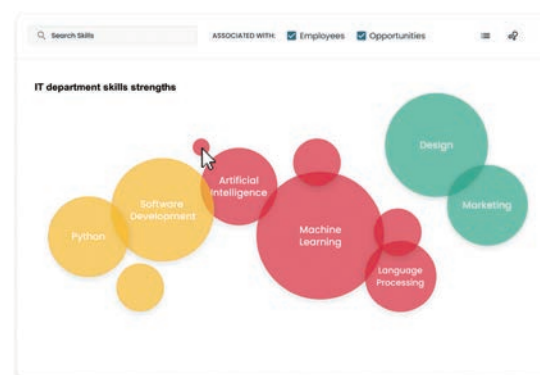 Search Skills
ASSOCIATED WITH: Employees Opportunities
IT department skills strengths
Design
Artificial
Intelligence
Software
Development
Marketing
Python
Machine
Learning
Language
Processing